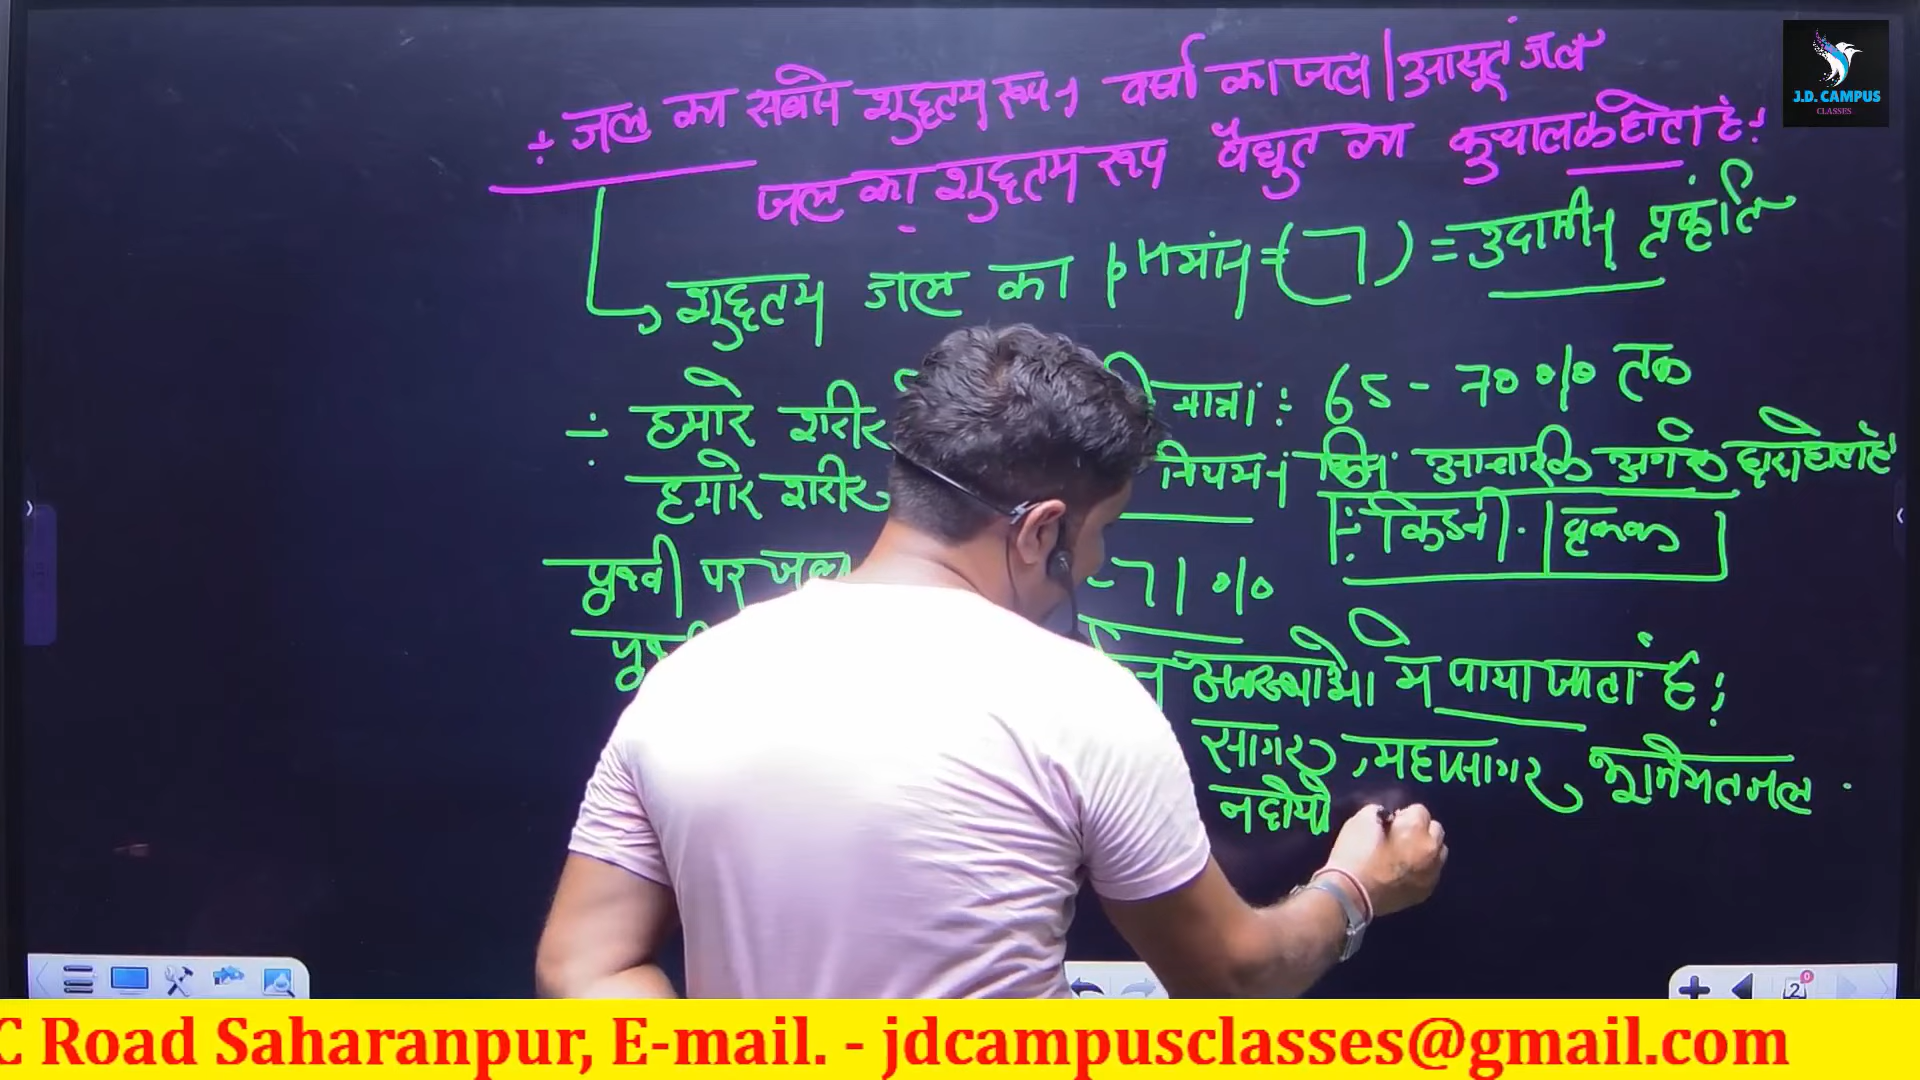 ÷ जल का सबसे शुद्धतम रूप → वर्षा का जल | आसूत जल
जल का शुद्धतम रूप वैद्युत का कुचालक होता है।
शुद्धतम जल का pH मान = (7) = उदासीन प्रकृति
÷ हमारे शरीर मात्रा ÷ 65 - 70% तक
हमारे शरीर नियमन किस आन्तरिक अंग के द्वारा होता है
÷ किडनी | वृक्क
पृथ्वी पर जल - 71%
अवस्थाओं में पाया जाता है।
सागर, महासागर, भूमिगत जल
नदीयों
J.D. CAMPUS
CLASSES
2
0
C Road Saharanpur, E-mail. - jdcampusclasses@gmail.com